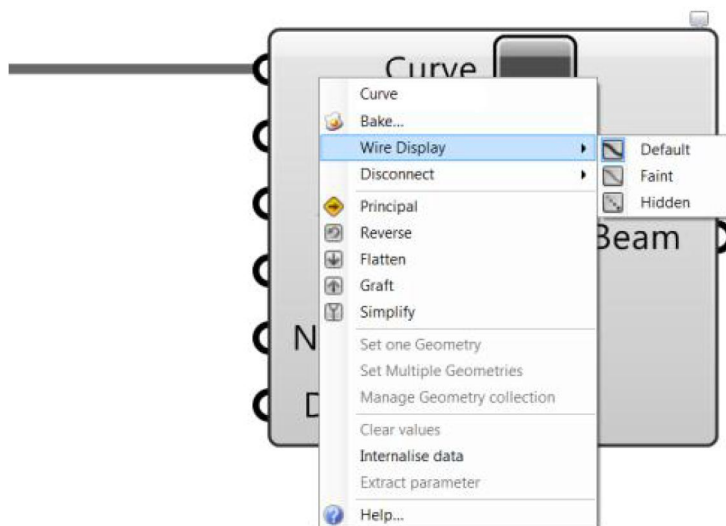 Curve
Curve
Bake...
Wire Display
Default
Disconnect
Faint
Hidden
Principal
Reverse
Beam
Flatten
Graft
Simplify
N
Set one Geometry
Set Multiple Geometries
Manage Geometry collection
D
Clear values
Internalise data
Extract parameter
Help...